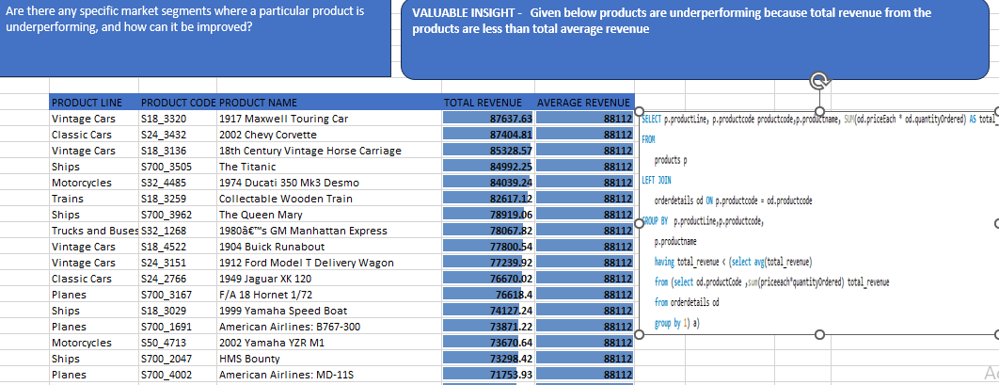 Are there any specific market segments where a particular product is
underperforming, and how can it be improved?
VALUABLE INSIGHT - Given below products are underperforming because total revenue from the
products are less than total average revenue
PRODUCT LINE PRODUCT CODE PRODUCT NAME TOTAL REVENUE AVERAGE REVENUE
Vintage Cars S18_3320 1917 Maxwell Touring Car 87637.63 88112
Classic Cars S24_3432 2002 Chevy Corvette 87404.81 88112
Vintage Cars S18_3136 18th Century Vintage Horse Carriage 85328.57 88112
Ships S700_3505 The Titanic 84992.25 88112
Motorcycles S32_4485 1974 Ducati 350 Mk3 Desmo 84039.24 88112
Trains S18_3259 Collectable Wooden Train 82617.12 88112
Ships S700_3962 The Queen Mary 78919.06 88112
Trucks and Buses S32_1268 1980â€™s GM Manhattan Express 78067.82 88112
Vintage Cars S18_4522 1904 Buick Runabout 77800.54 88112
Vintage Cars S24_3151 1912 Ford Model T Delivery Wagon 77239.92 88112
Classic Cars S24_2766 1949 Jaguar XK 120 76670.02 88112
Planes S700_3167 F/A 18 Hornet 1/72 76618.4 88112
Ships S18_3029 1999 Yamaha Speed Boat 74127.24 88112
Planes S700_1691 American Airlines: B767-300 73871.22 88112
Motorcycles S50_4713 2002 Yamaha YZR M1 73670.64 88112
Ships S700_2047 HMS Bounty 73298.42 88112
Planes S700_4002 American Airlines: MD-11S 71753.93 88112
SELECT p.productLine, p.productcode productcode,p.productname, SUM(od.priceEach * od.quantityOrdered) AS total_
FROM
products p
LEFT JOIN
orderdetails od ON p.productcode = od.productcode
GROUP BY p.productLine,p.productcode,
p.productname
having total_revenue < (select avg(total_revenue)
from (select od.productCode ,sum(priceeach*quantityOrdered) total_revenue
from orderdetails od
group by 1) a)